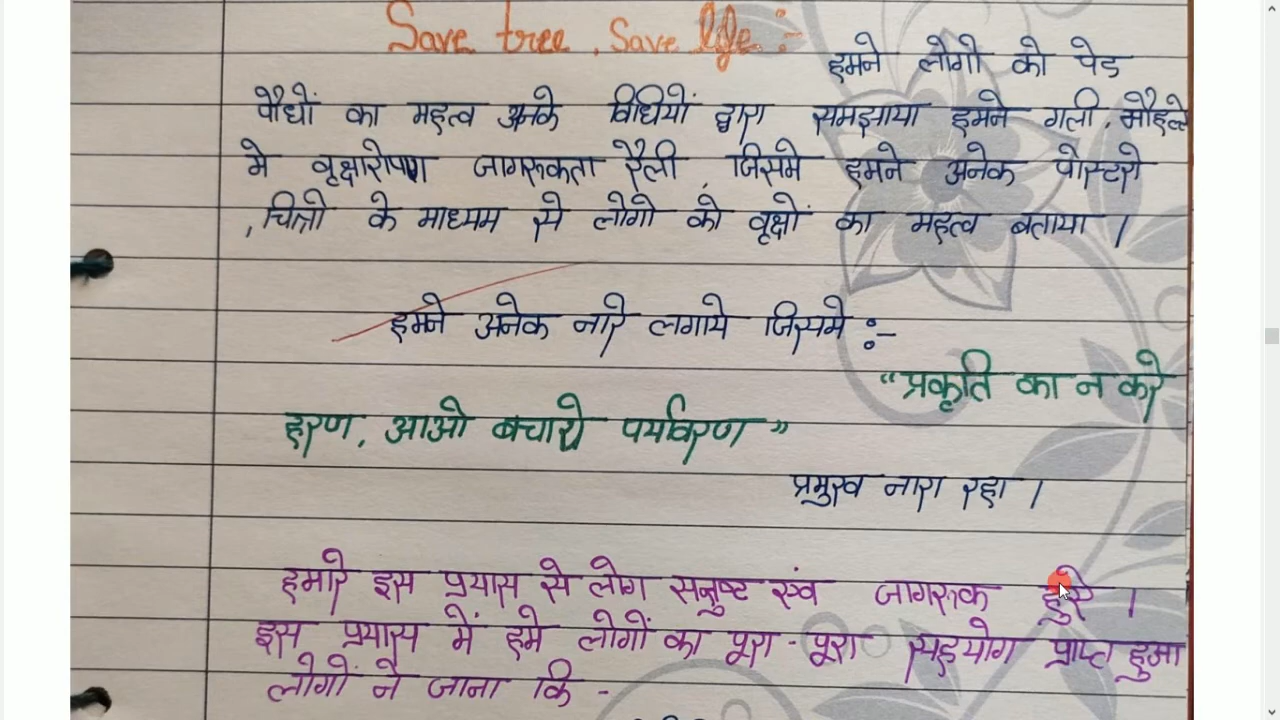 Save tree, Save life :-
हमने लोगो को पेड
पौधों का महत्व अनके विधियों द्वारा समझाया हमने गली, मौहल्ले
मे वृक्षारोपण जागरूकता रैली, जिसमे हमने अनेक पोस्टरो
, चित्रो के माध्यम से लोगो को वृक्षों का महत्व बताया ।
हमने अनेक नारे लगाये जिसमे :-
“प्रकृति का न करे
हरण, आओ बचाये पर्यावरण”
प्रमुख नारा रहा ।
हमारे इस प्रयास से लोग सन्तुष्ट एंव जागरूक हुये ।
इस प्रयास में हमे लोगों का पूरा - पूरा सहयोग प्राप्त हुआ
लोगों ने जाना कि -